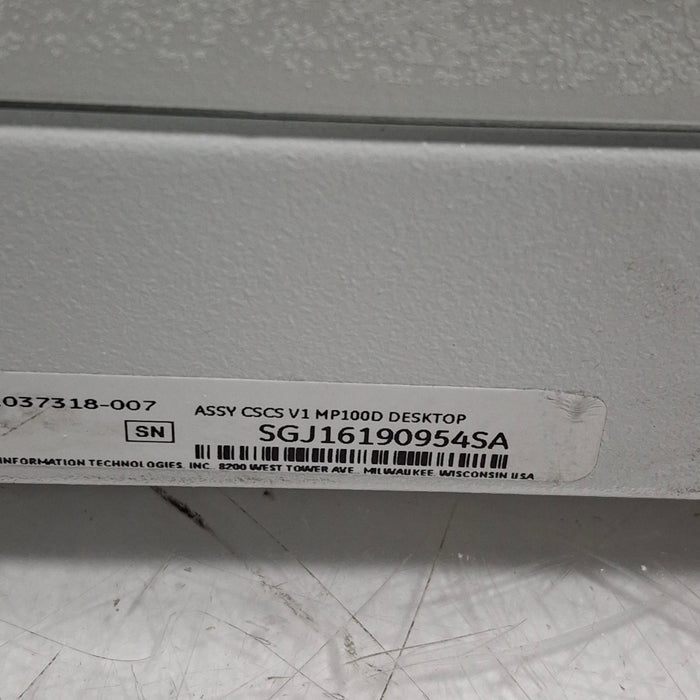 037318-007 ASSY CSCS V1 MP100D DESKTOP
SN SGJ16190954SA
INFORMATION TECHNOLOGIES, INC. 8200 WEST TOWER AVE. MILWAUKEE, WISCONSIN USA